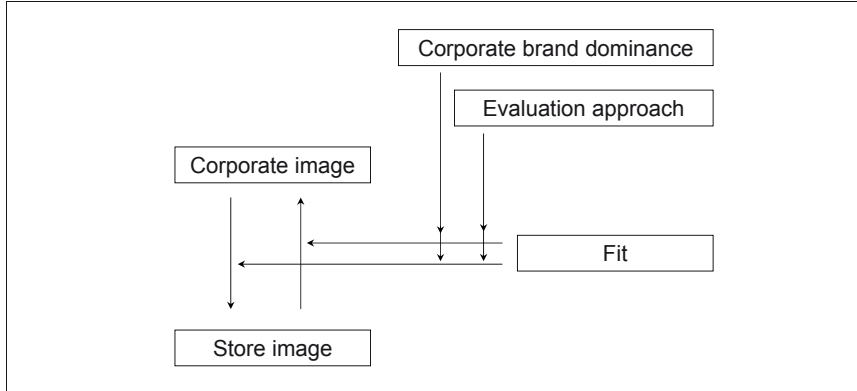 Corporate brand dominance
Evaluation approach
Corporate image
Fit
Store image